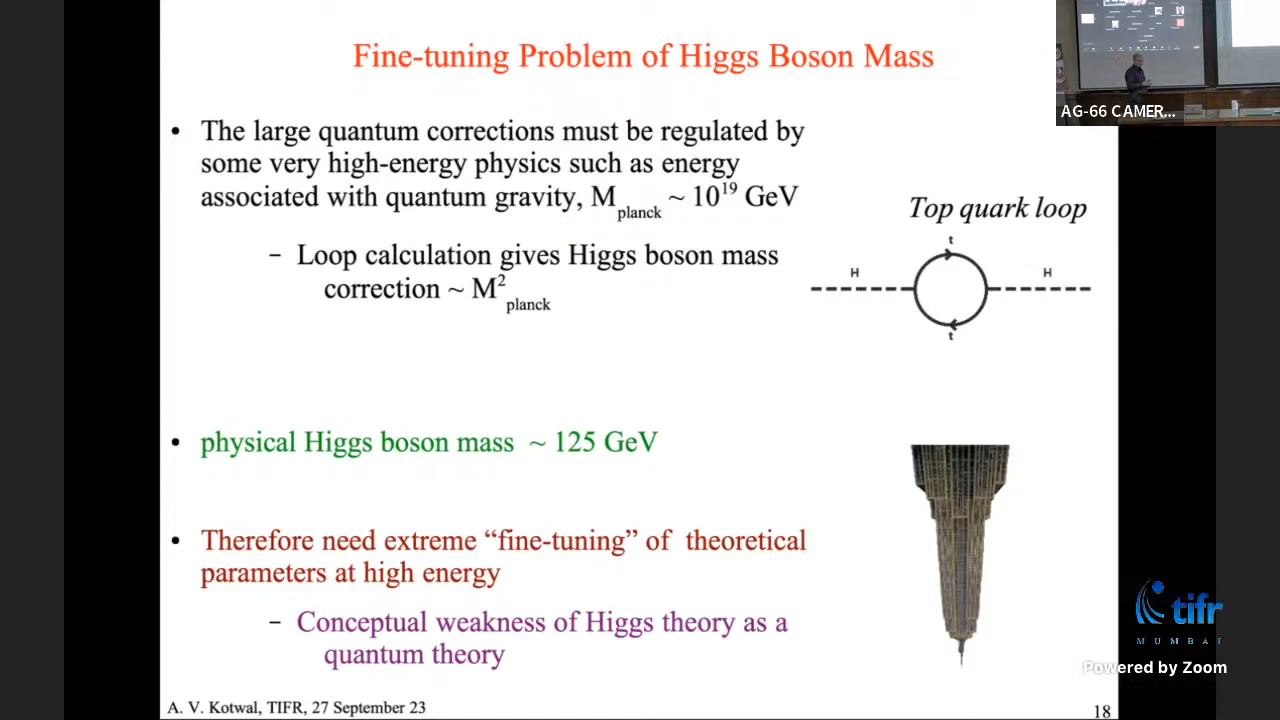 Fine-tuning Problem of Higgs Boson Mass
AG-66 CAMER...
• The large quantum corrections must be regulated by
some very high-energy physics such as energy
associated with quantum gravity, M_planck ~ 10^19 GeV
– Loop calculation gives Higgs boson mass
correction ~ M^2_planck
Top quark loop
t
H
H
t
• physical Higgs boson mass ~ 125 GeV
• Therefore need extreme “fine-tuning” of theoretical
parameters at high energy
– Conceptual weakness of Higgs theory as a
quantum theory
tifr
MUMBAI
Powered by Zoom
A. V. Kotwal, TIFR, 27 September 23
18